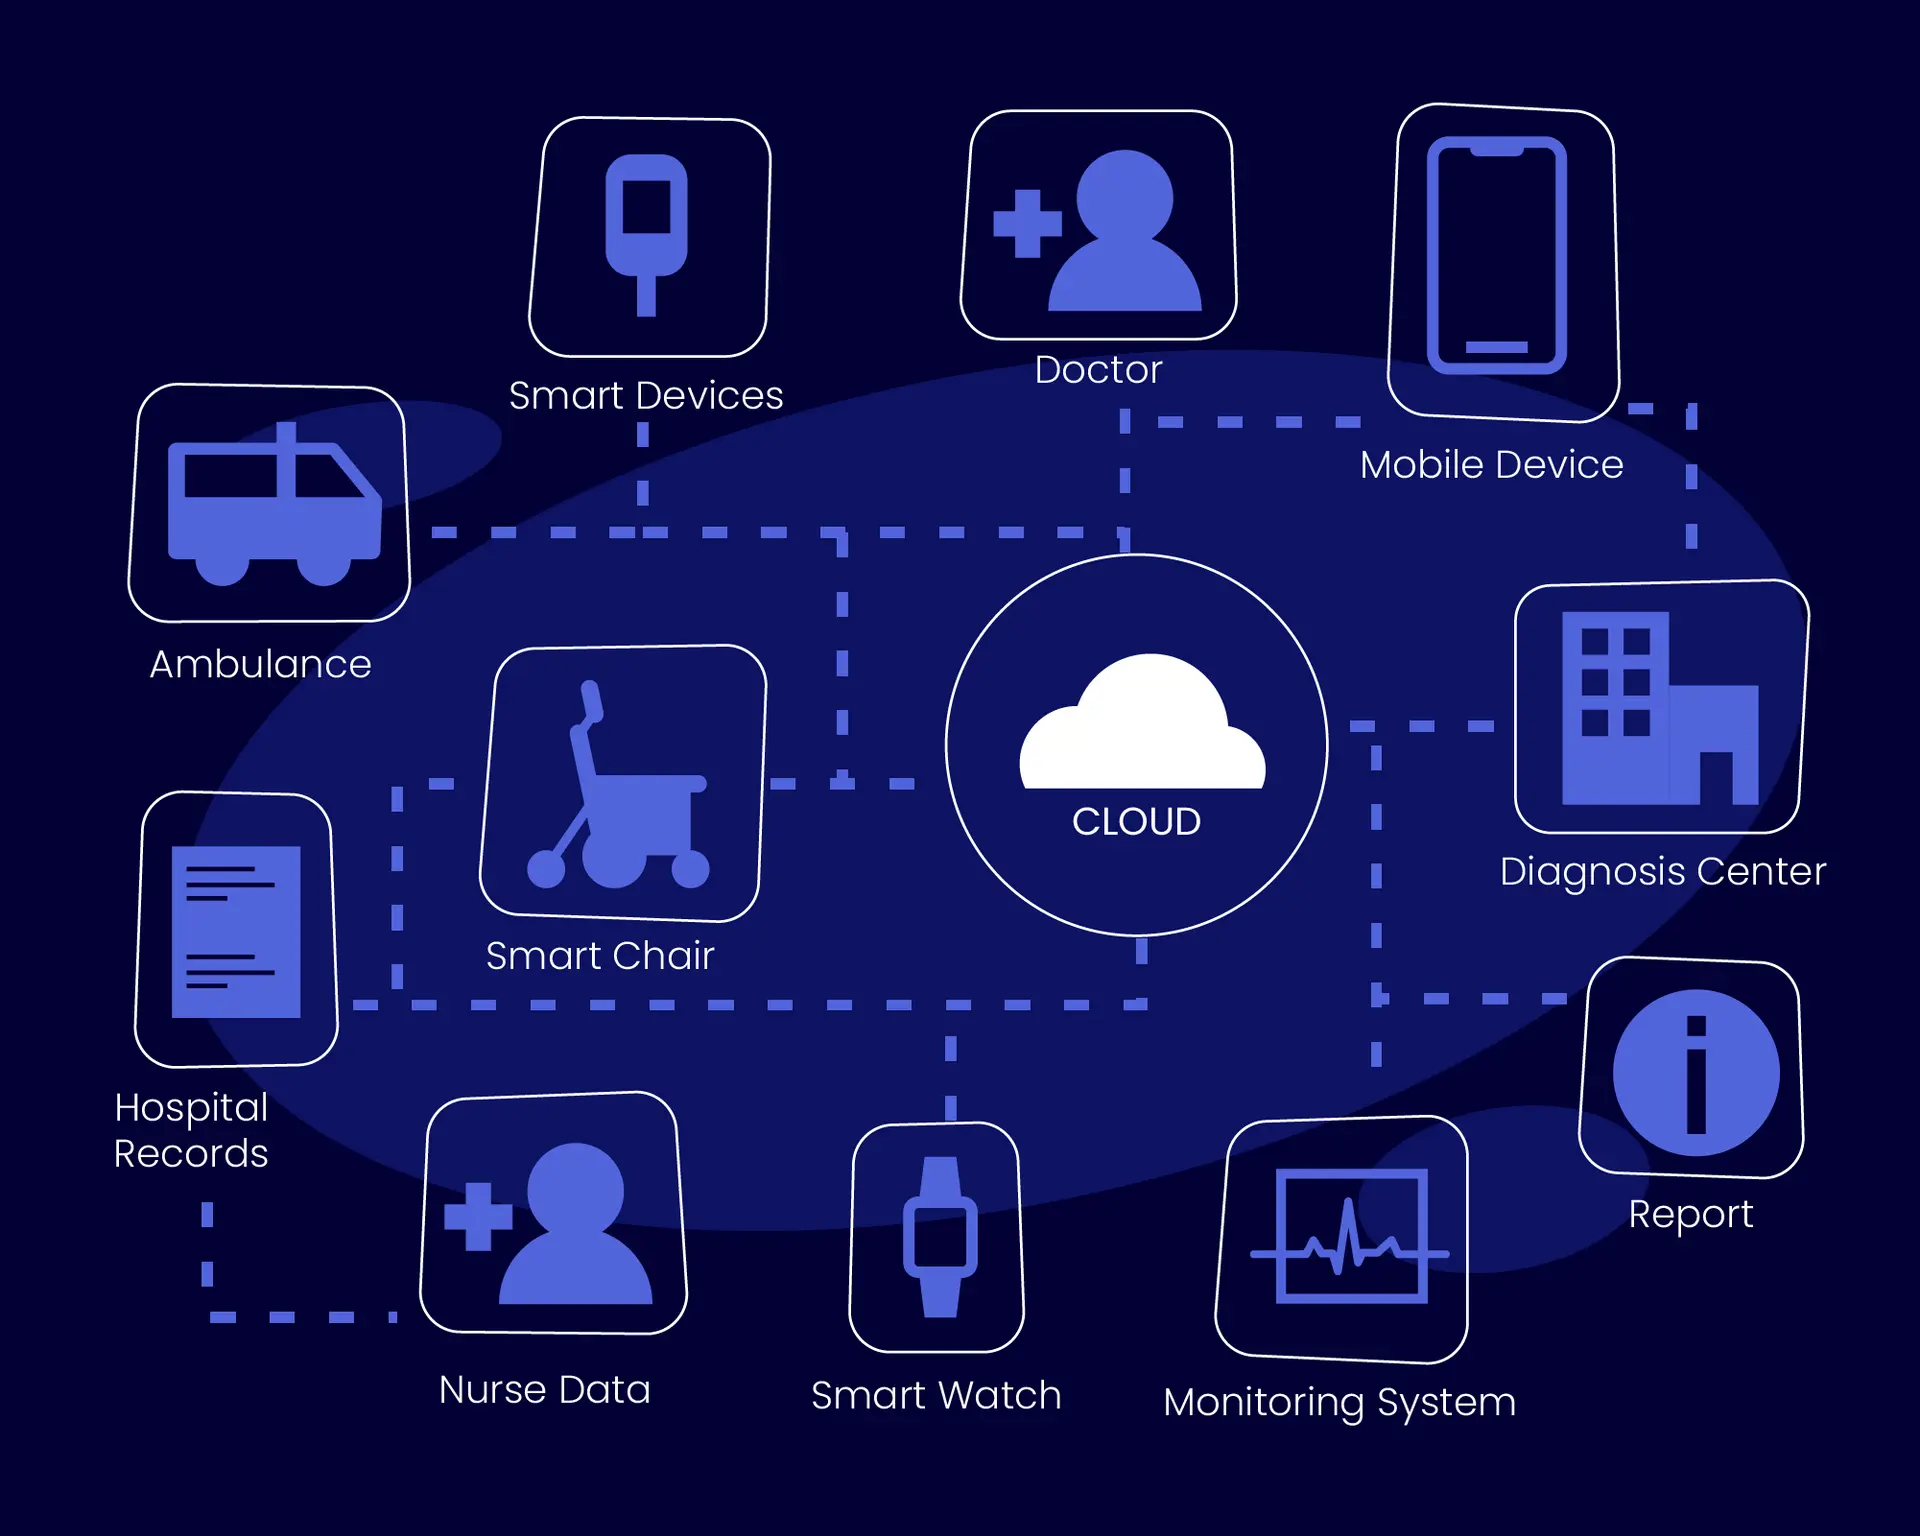 Smart Devices
Doctor
Mobile Device
Ambulance
CLOUD
Diagnosis Center
Smart Chair
Hospital
Records
Report
Nurse Data
Smart Watch
Monitoring System